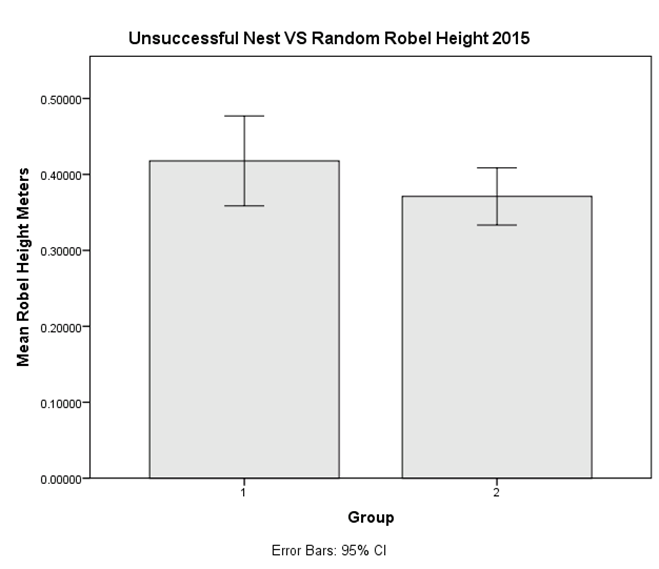 Unsuccessful Nest VS Random Robel Height 2015
Mean Robel Height Meters
0.50000
0.40000
0.30000
0.20000
0.10000
0.00000
1
2
Group
Error Bars: 95% CI